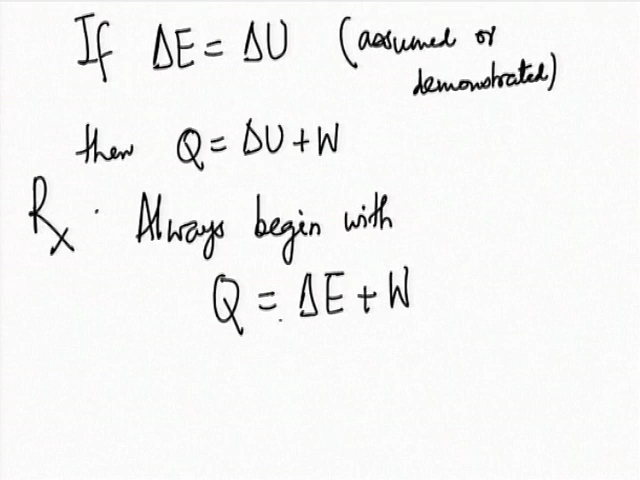 If ΔE = ΔU (assumed or
demonstrated)
then Q = ΔU + W
Rx. Always begin with
Q = ΔE + W